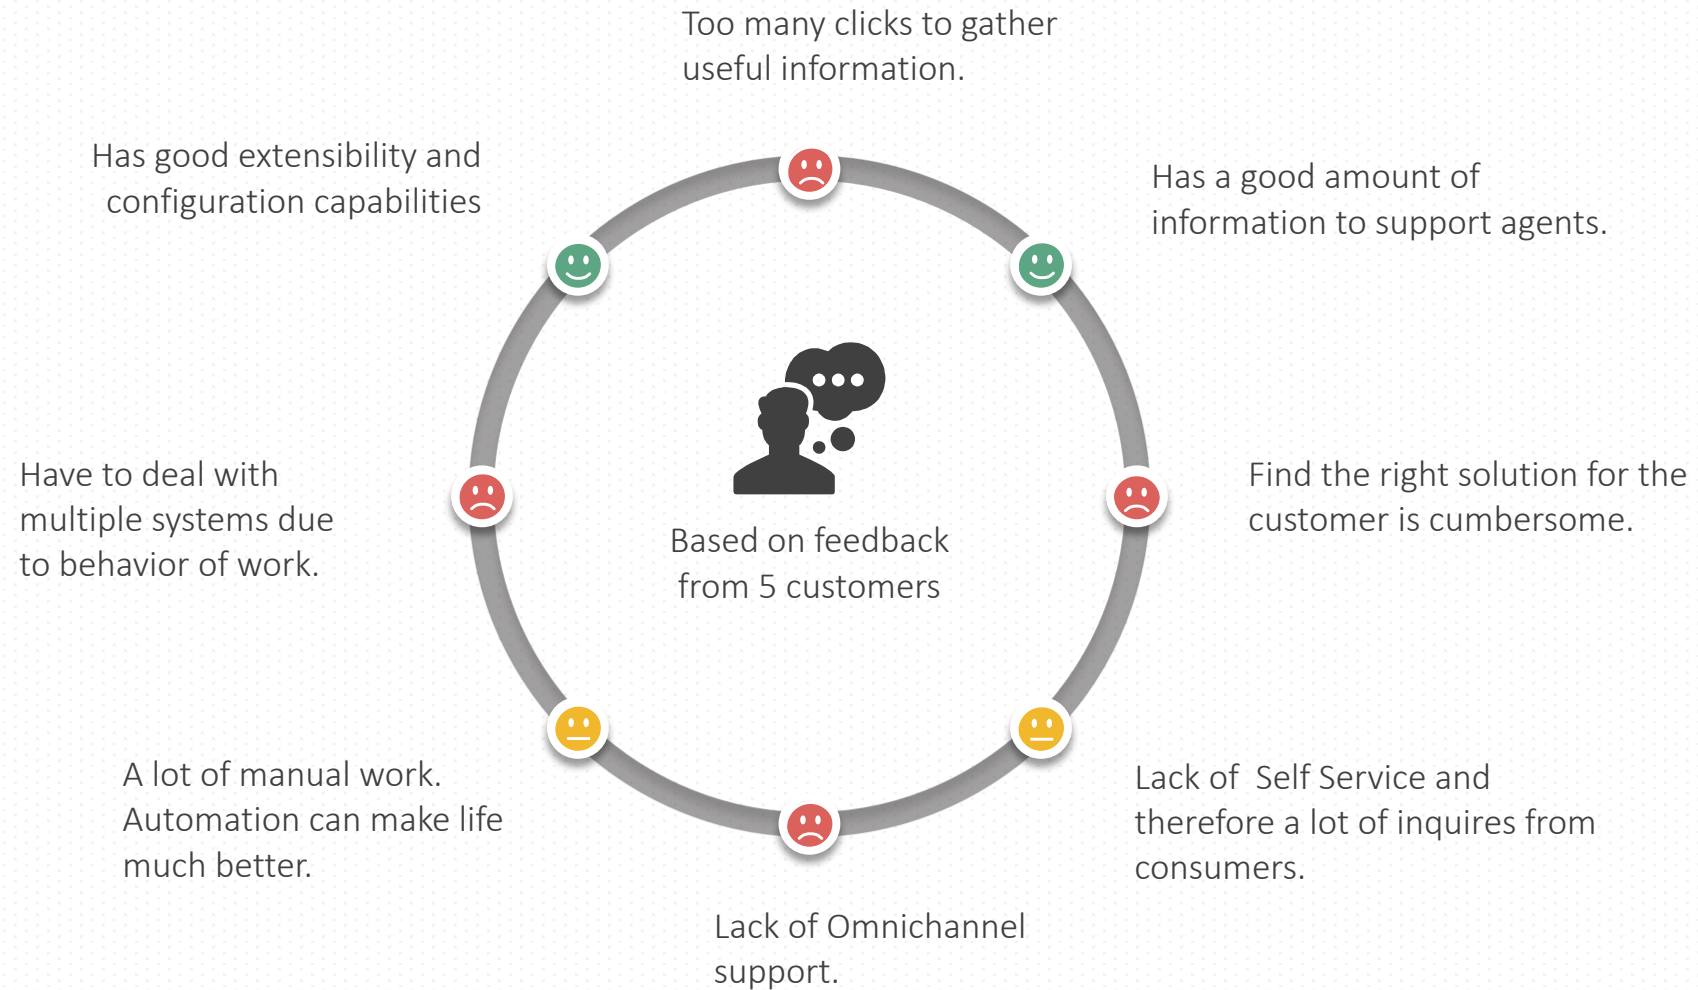 Too many clicks to gather
useful information.
Has good extensibility and
configuration capabilities
Has a good amount of
information to support agents.
Have to deal with
multiple systems due
to behavior of work.
Find the right solution for the
customer is cumbersome.
Based on feedback
from 5 customers
A lot of manual work.
Automation can make life
much better.
Lack of  Self Service and
therefore a lot of inquires from
consumers.
Lack of Omnichannel
support.